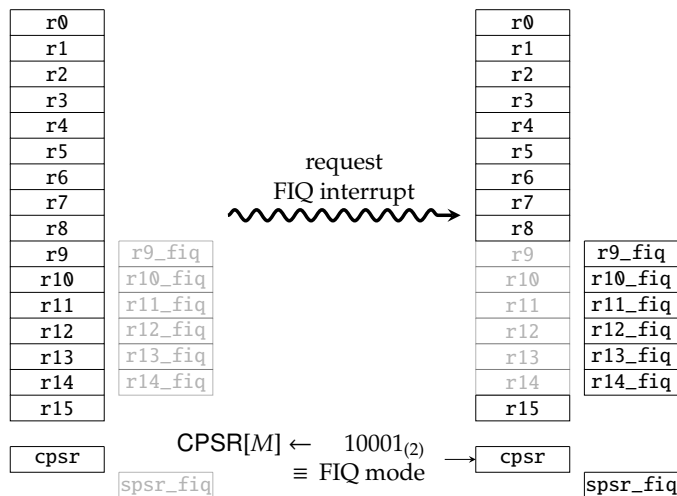 r0 r0
r1 r1
r2 r2
r3 r3
r4 r4
r5 r5
r6 request r6
r7 FIQ interrupt r7
r8 r8
r9 r9_fiq r9 r9_fiq
r10 r10_fiq r10 r10_fiq
r11 r11_fiq r11 r11_fiq
r12 r12_fiq r12 r12_fiq
r13 r13_fiq r13 r13_fiq
r14 r14_fiq r14 r14_fiq
r15 r15
cpsr CPSR[M] ← 10001(2) cpsr
≡ FIQ mode
spsr_fiq spsr_fiq